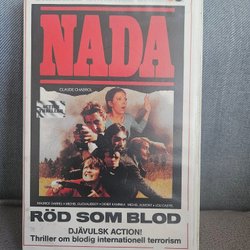 NADA
CLAUDE CHABROL
RÖD SOM BLOD
DJÄVULSK ACTION!
Thriller om blodig internationell terrorism